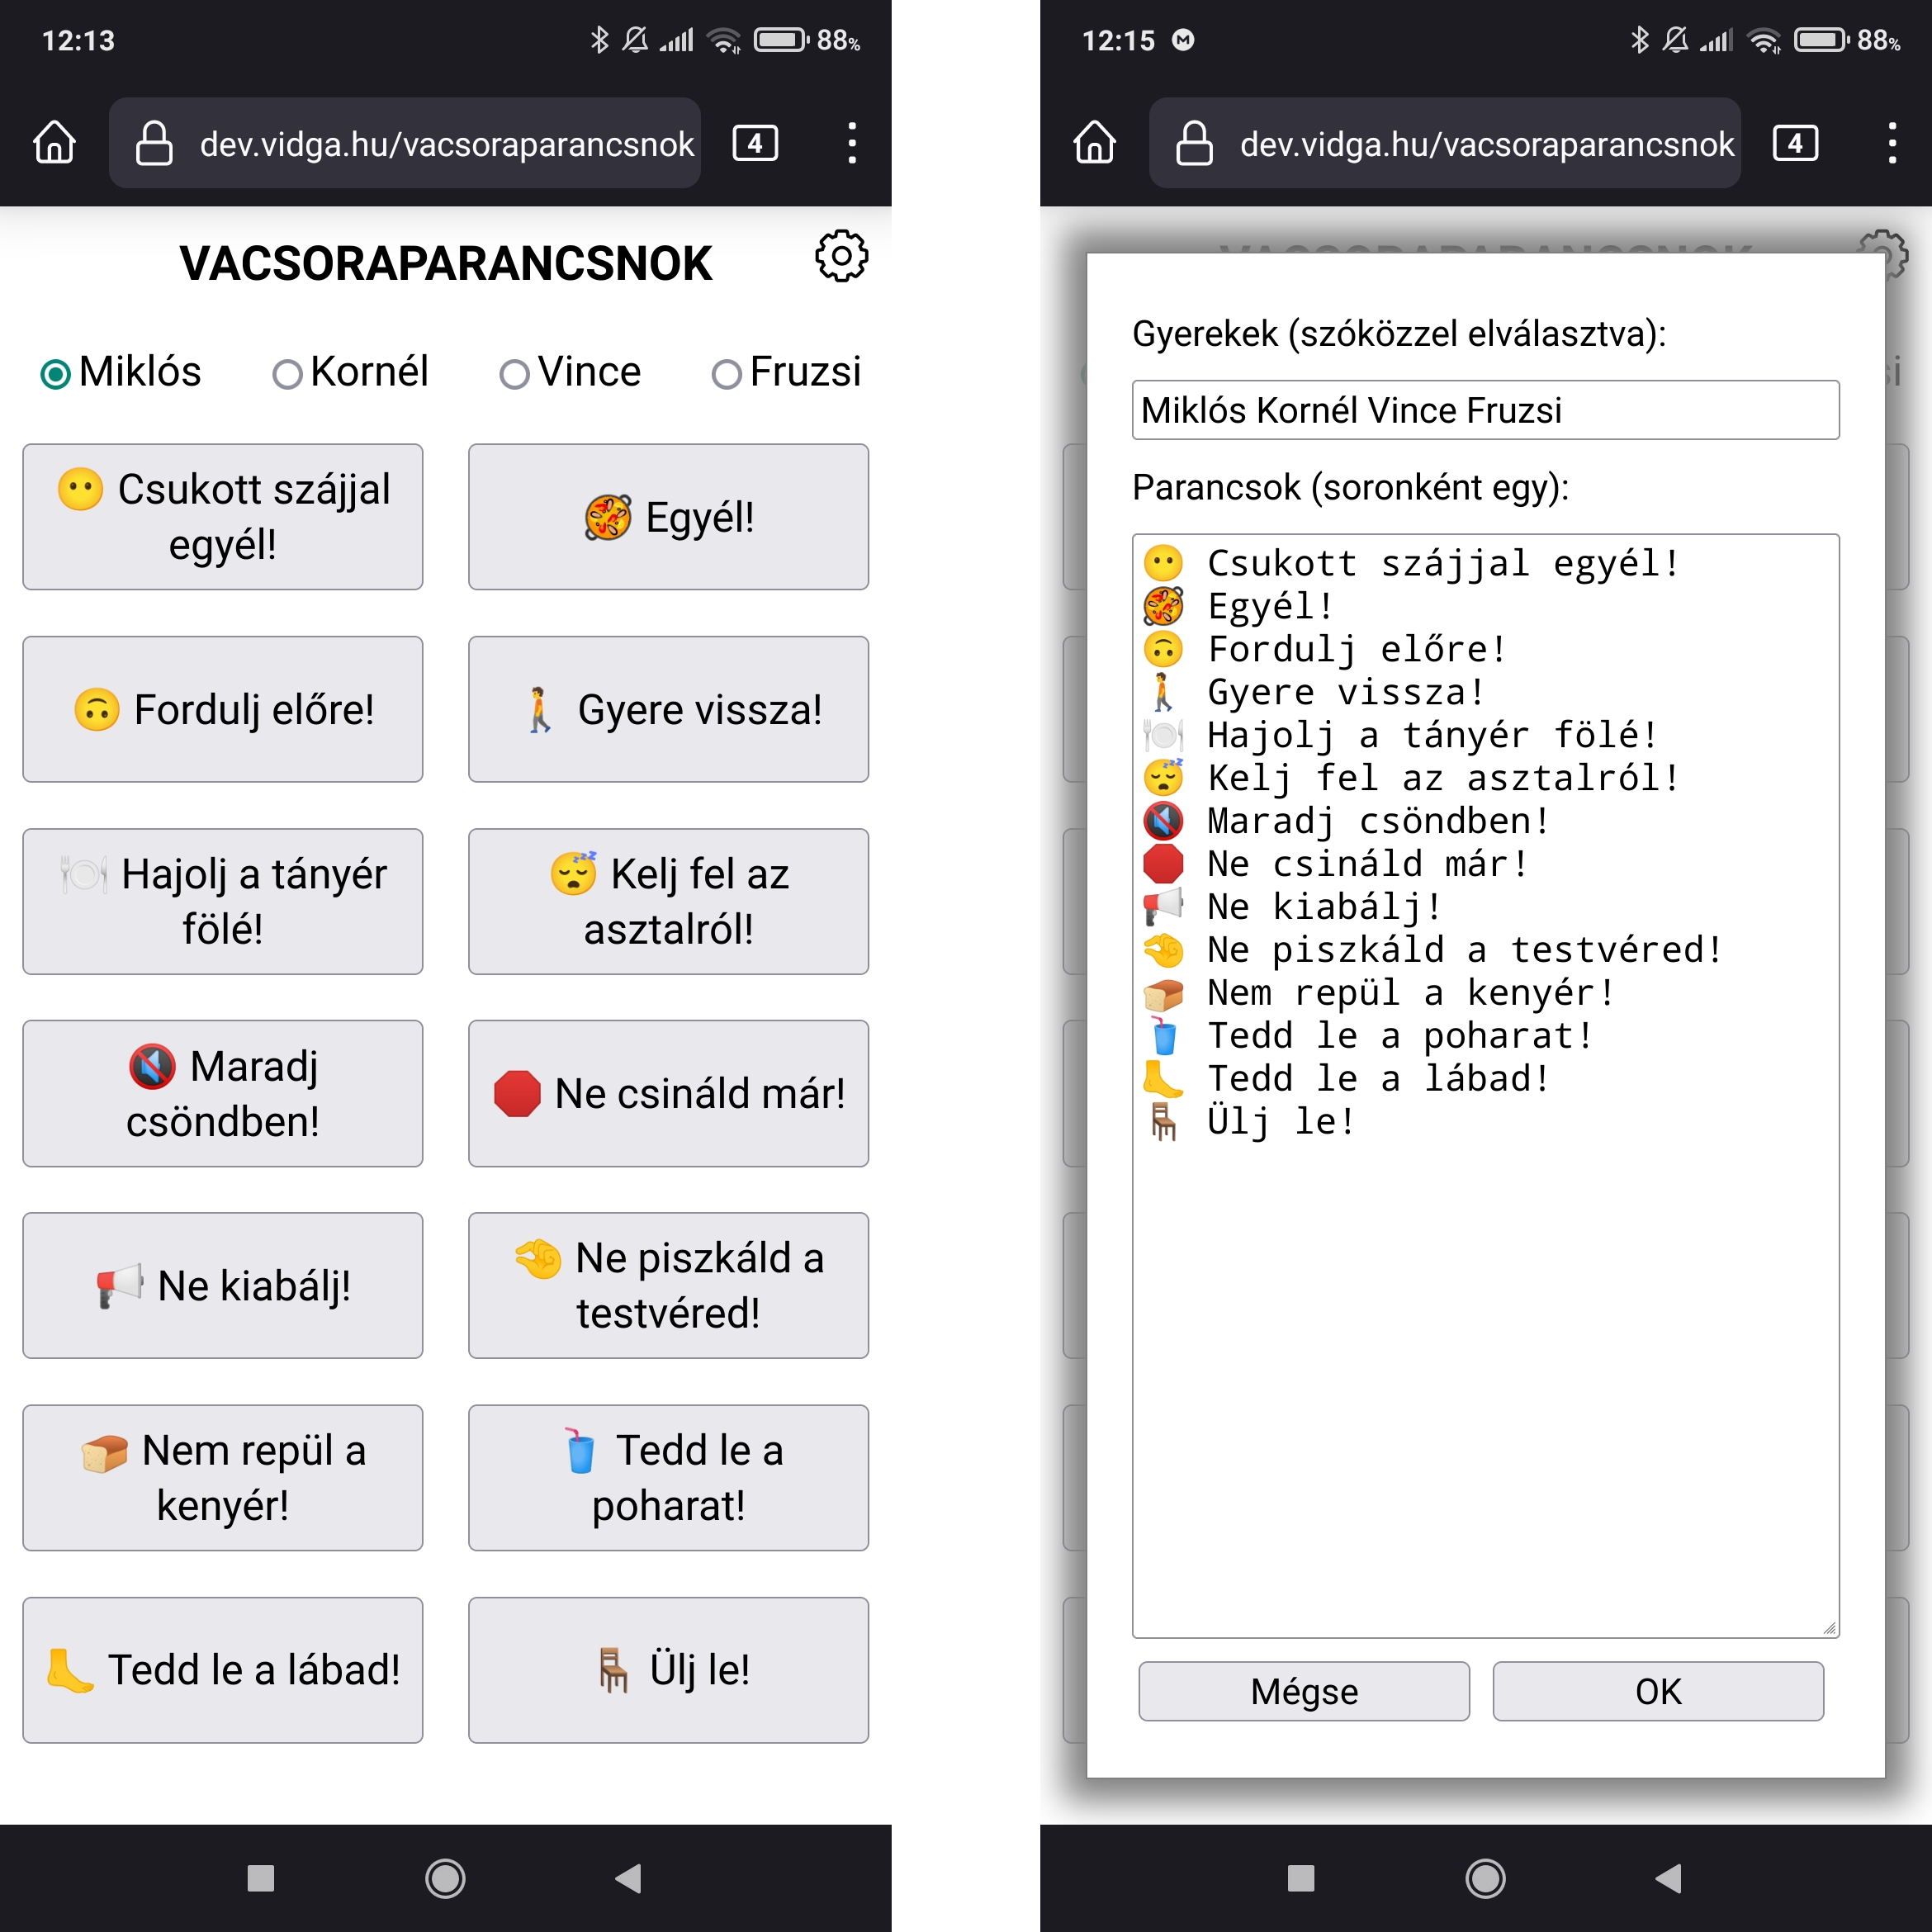 12:13
88%
dev.vidga.hu/vacsoraparancsnok
4
VACSORAPARANCSNOK
Miklós Kornél Vince Fruzsi
😶 Csukott szájjal
egyél!
🥘 Egyél!
🙃 Fordulj előre!
🚶 Gyere vissza!
🍽️ Hajolj a tányér
fölé!
😴 Kelj fel az
asztalról!
🔇 Maradj
csöndben!
🛑 Ne csináld már!
📢 Ne kiabálj!
🤏 Ne piszkáld a
testvéred!
🍞 Nem repül a
kenyér!
🥤 Tedd le a
poharat!
🦶 Tedd le a lábad!
🪑 Ülj le!
12:15
88%
dev.vidga.hu/vacsoraparancsnok
4
VACSORAPARANCSNOK
si
Gyerekek (szóközzel elválasztva):
Miklós Kornél Vince Fruzsi
Parancsok (soronként egy):
😶 Csukott szájjal egyél!
🥘 Egyél!
🙃 Fordulj előre!
🚶 Gyere vissza!
🍽️ Hajolj a tányér fölé!
😴 Kelj fel az asztalról!
🔇 Maradj csöndben!
🛑 Ne csináld már!
📢 Ne kiabálj!
🤏 Ne piszkáld a testvéred!
🍞 Nem repül a kenyér!
🥤 Tedd le a poharat!
🦶 Tedd le a lábad!
🪑 Ülj le!
Mégse
OK